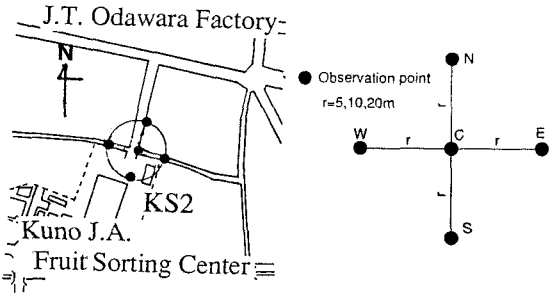 J.T. Odawara Factory
N
KS2
Kuno J.A.
Fruit Sorting Center
Observation point
r=5,10,20m
N
r
W
r
C
r
E
r
S